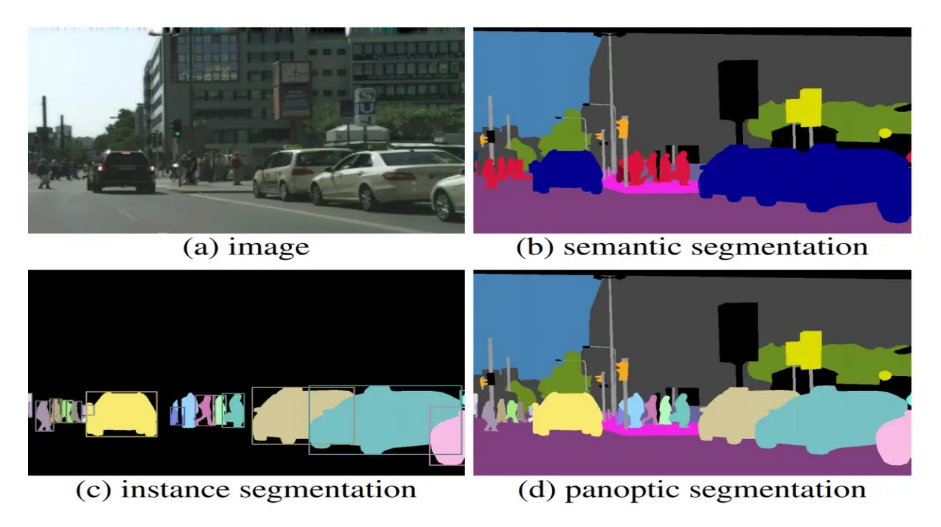 (a) image
(b) semantic segmentation
(c) instance segmentation
(d) panoptic segmentation